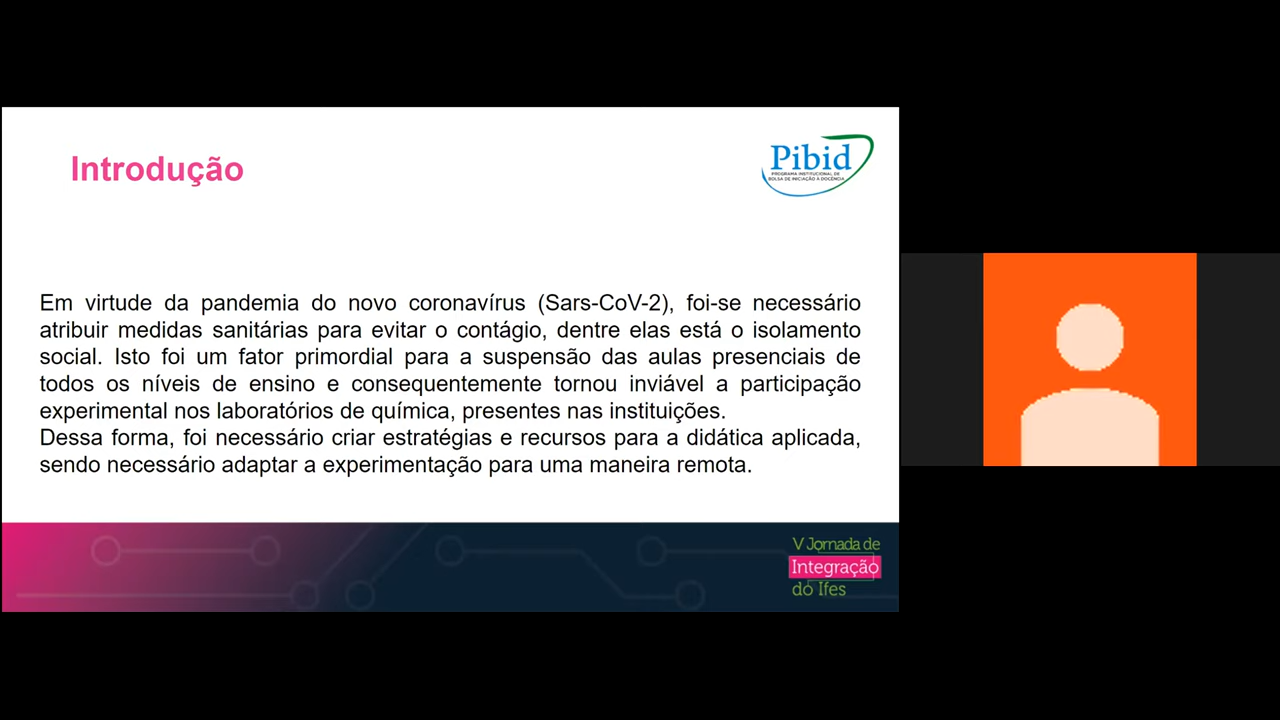 Introdução
Pibid
PROGRAMA INSTITUCIONAL DE
BOLSA DE INICIAÇÃO À DOCÊNCIA
Em virtude da pandemia do novo coronavírus (Sars-CoV-2), foi-se necessário
atribuir medidas sanitárias para evitar o contágio, dentre elas está o isolamento
social. Isto foi um fator primordial para a suspensão das aulas presenciais de
todos os níveis de ensino e consequentemente tornou inviável a participação
experimental nos laboratórios de química, presentes nas instituições.
Dessa forma, foi necessário criar estratégias e recursos para a didática aplicada,
sendo necessário adaptar a experimentação para uma maneira remota.
V Jornada de
Integração
do Ifes